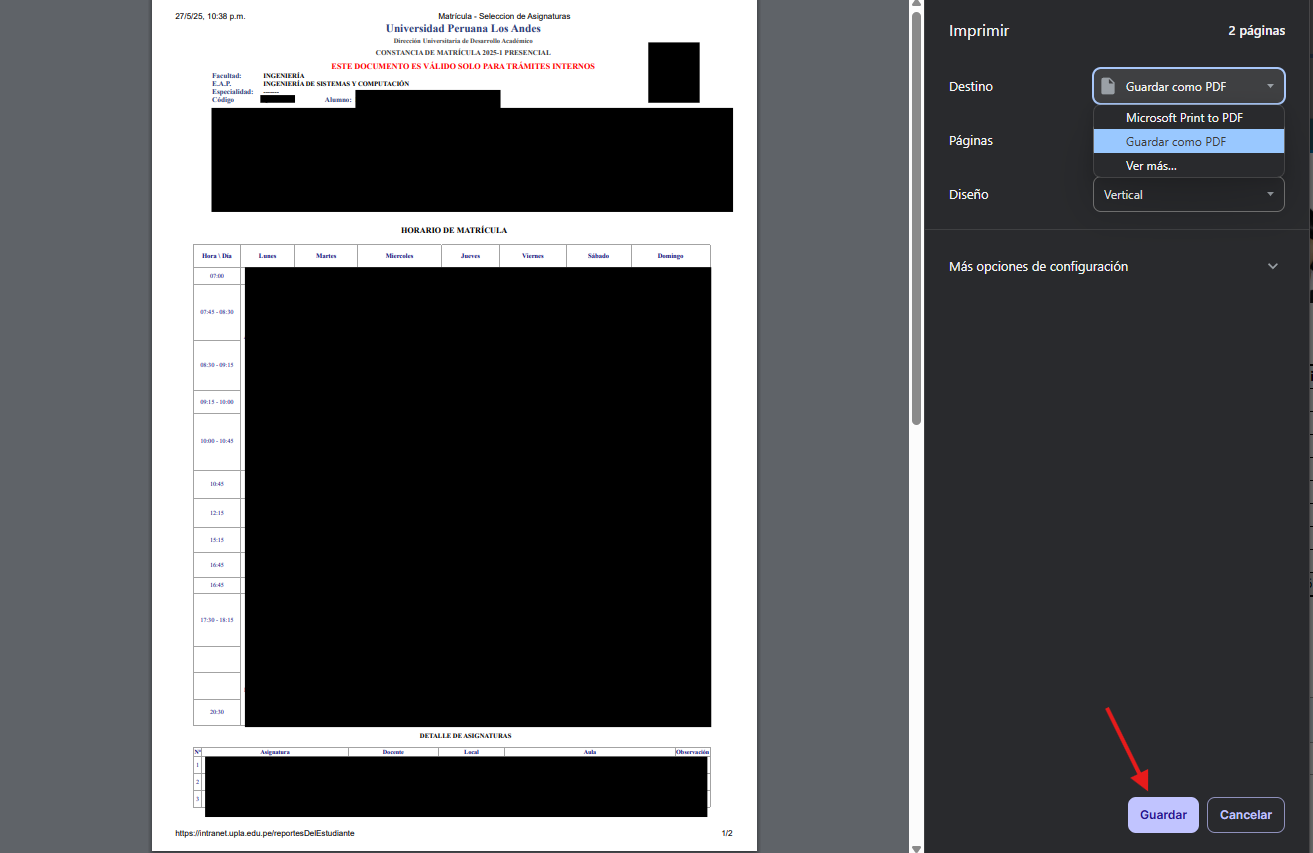 27/5/25, 10:38 p.m. Matrícula - Seleccion de Asignaturas
Universidad Peruana Los Andes
Dirección Universitaria de Desarrollo Académico
CONSTANCIA DE MATRÍCULA 2025-1 PRESENCIAL
ESTE DOCUMENTO ES VÁLIDO SOLO PARA TRÁMITES INTERNOS
Facultad: INGENIERÍA
E.A.P. INGENIERÍA DE SISTEMAS Y COMPUTACIÓN
Especialidad: -------
Código Alumno:
HORARIO DE MATRÍCULA
Hora \ Dia Lunes Martes Miercoles Jueves Viernes Sábado Domingo
07:00
07:45 - 08:30
08:30 - 09:15
09:15 - 10:00
10:00 - 10:45
10:45
12:15
15:15
16:45
16:45
17:30 - 18:15
20:30
DETALLE DE ASIGNATURAS
Nº Asignatura Docente Local Aula Observación
1
2
3
https://intranet.upla.edu.pe/reportesDelEstudiante 1/2
Imprimir 2 páginas
Destino Guardar como PDF
Microsoft Print to PDF
Guardar como PDF
Ver más...
Páginas
Diseño Vertical
Más opciones de configuración
Guardar Cancelar